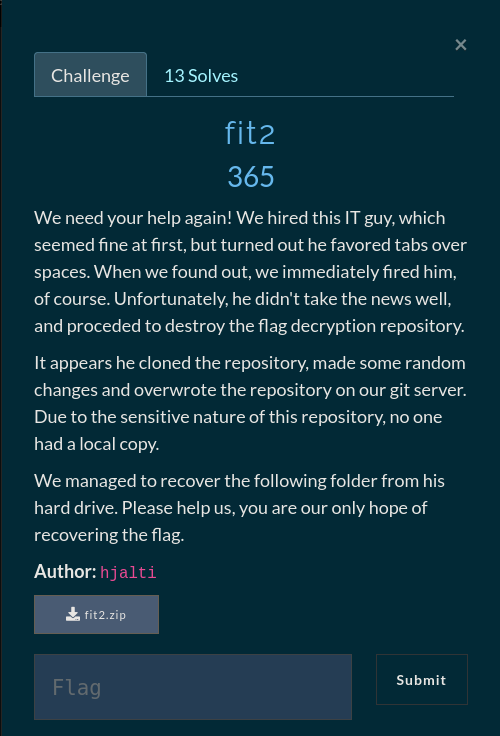 ×
Challenge 13 Solves
fit2
365
We need your help again! We hired this IT guy, which
seemed fine at first, but turned out he favored tabs over
spaces. When we found out, we immediately fired him,
of course. Unfortunately, he didn't take the news well,
and proceded to destroy the flag decryption repository.
It appears he cloned the repository, made some random
changes and overwrote the repository on our git server.
Due to the sensitive nature of this repository, no one
had a local copy.
We managed to recover the following folder from his
hard drive. Please help us, you are our only hope of
recovering the flag.
Author: hjalti
fit2.zip
Flag Submit